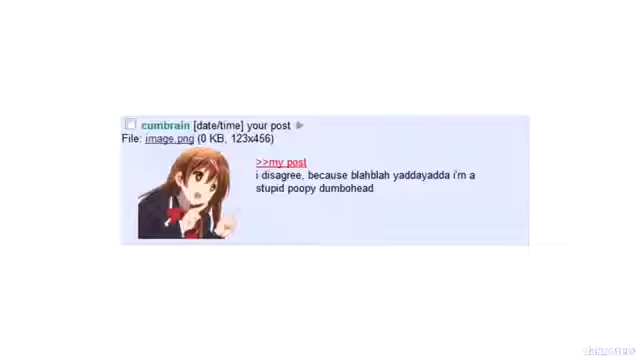 cumbrain [date/time] your post ▶
File: image.png (0 KB, 123x456)
>>my post
i disagree, because blahblah yaddayadda i'm a
stupid poopy dumbohead